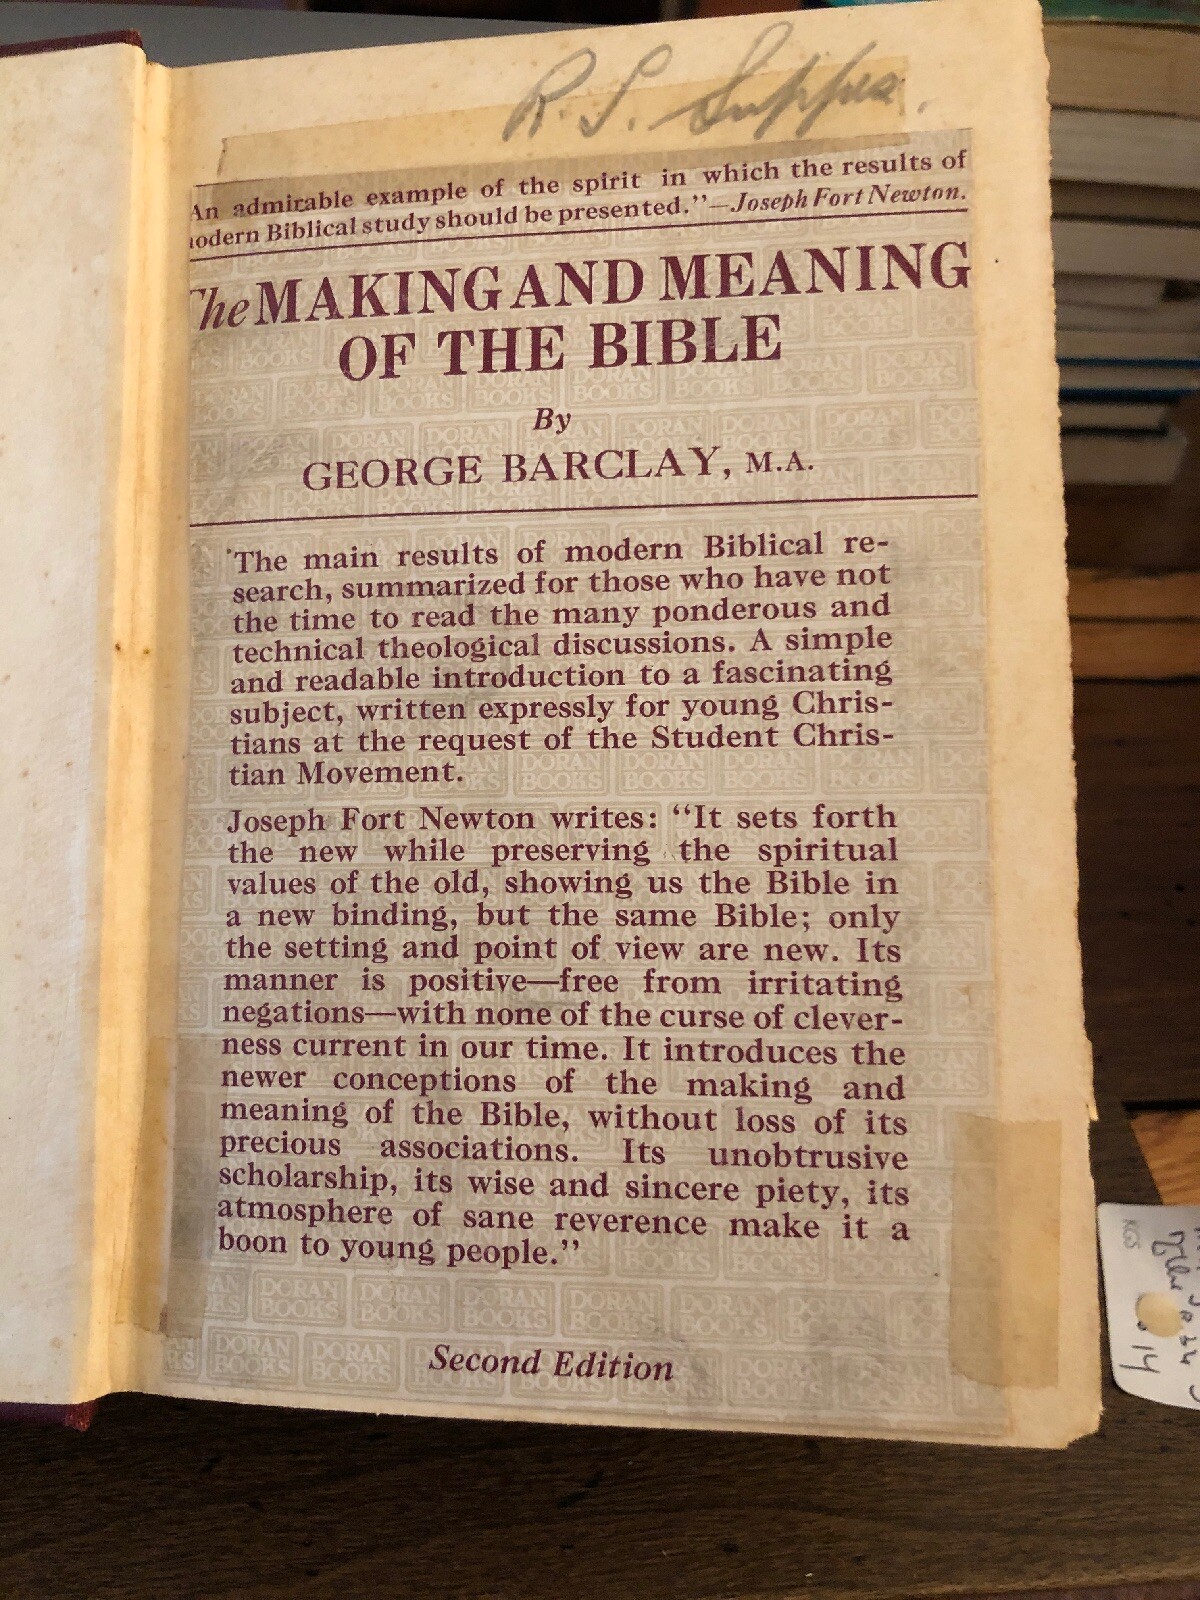 R. S.
An admirable example of the spirit in which the results of
modern Biblical study should be presented."—Joseph Fort Newton.
The MAKING AND MEANING
OF THE BIBLE
By
GEORGE BARCLAY, M.A.
The main results of modern Biblical re-
search, summarized for those who have not
the time to read the many ponderous and
technical theological discussions. A simple
and readable introduction to a fascinating
subject, written expressly for young Chris-
tians at the request of the Student Chris-
tian Movement.
Joseph Fort Newton writes: "It sets forth
the new while preserving the spiritual
values of the old, showing us the Bible in
a new binding, but the same Bible; only
the setting and point of view are new. Its
manner is positive—free from irritating
negations—with none of the curse of clever-
ness current in our time. It introduces the
newer conceptions of the making and
meaning of the Bible, without loss of its
precious associations. Its unobtrusive
scholarship, its wise and sincere piety, its
atmosphere of sane reverence make it a
boon to young people."
DORAN BOOKS
Second Edition
KGS
14